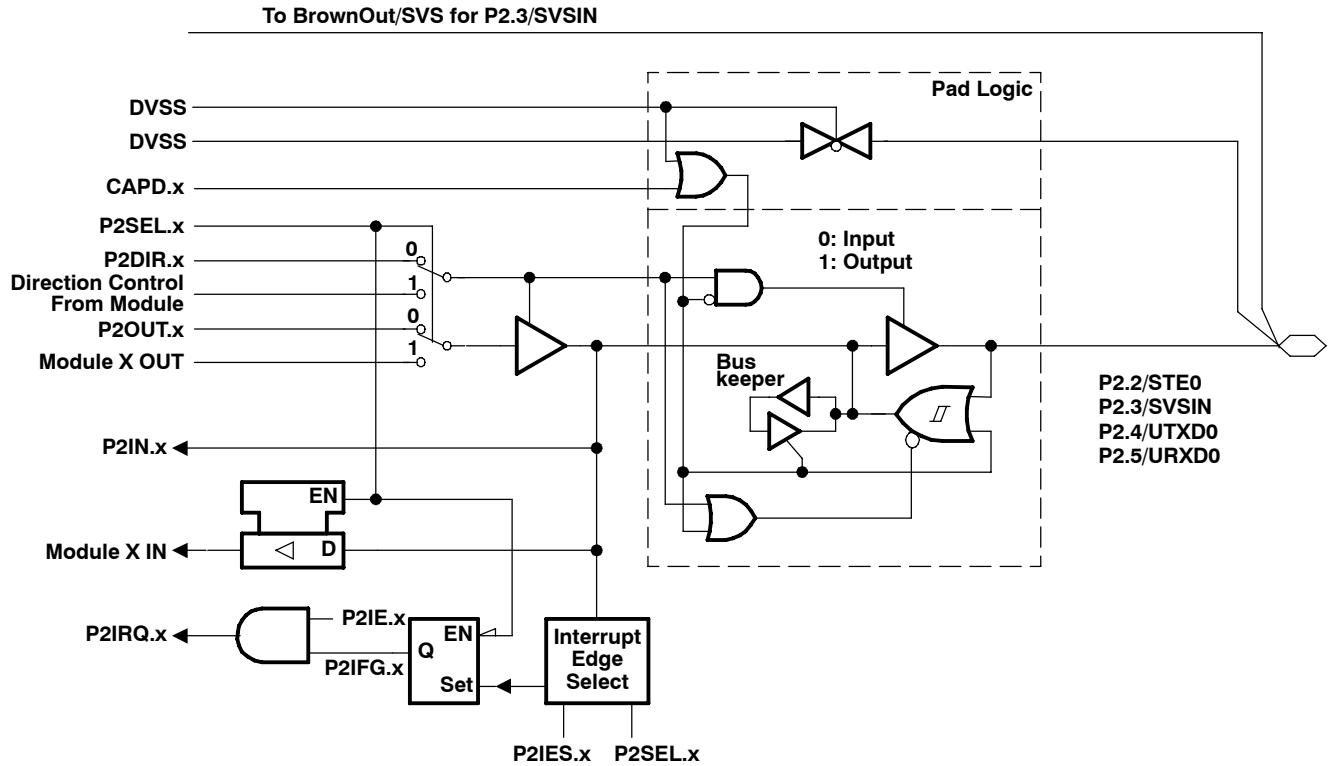 To BrownOut/SVS for P2.3/SVSIN
Pad Logic
DVSS
DVSS
CAPD.x
P2SEL.x
0: Input
1: Output
P2DIR.x
0
Direction Control
From Module
1
P2OUT.x
0
Module X OUT
1
Bus
keeper
P2.2/STE0
P2.3/SVSIN
P2.4/UTXD0
P2.5/URXD0
P2IN.x
EN
Module X IN
D
P2IRQ.x
P2IE.x
P2IFG.x
EN
Q
Set
Interrupt
Edge
Select
P2IES.x
P2SEL.x